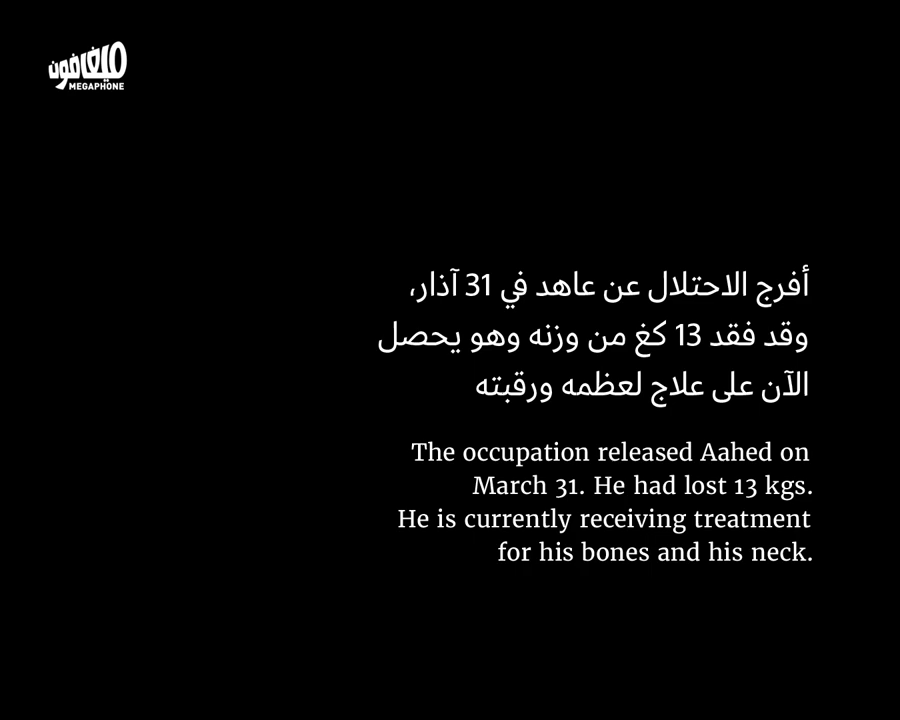 ميغافون
MEGAPHONE
أفرج الاحتلال عن عاهد في 31 آذار،
وقد فقد 13 كغ من وزنه وهو يحصل
الآن على علاج لعظمه ورقبته
The occupation released Aahed on
March 31. He had lost 13 kgs.
He is currently receiving treatment
for his bones and his neck.